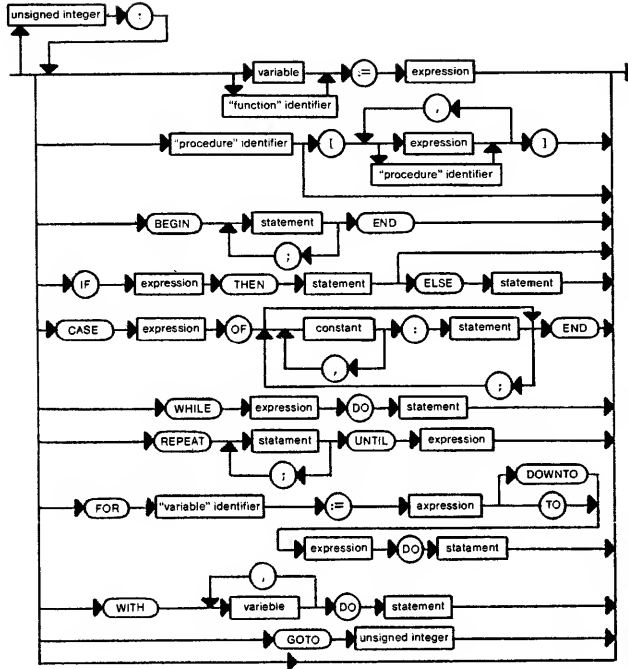 unsigned integer :
variable := expression
"function" identifier
,
"procedure" identifier [ expression ]
"procedure" identifier
BEGIN statement END
;
IF expression THEN statement ELSE statement
CASE expression OF constant : statement END
,
;
WHILE expression DO statement
REPEAT statament UNTIL expression
;
DOWNTO
FOR "variable" identifier := axpression TO
expression DO statament
,
WITH varieble DO statement
GOTO unsigned integer